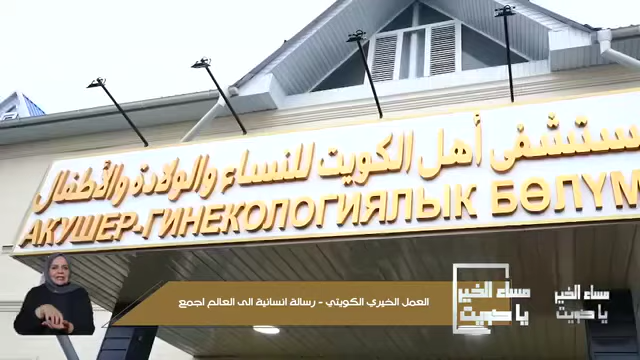 مستشفى أهل الكويت للنساء والولادة والأطفال
АКУШЕР-ГИНЕКОЛОГИЯЛЫК БӨЛҮМ
العمل الخيري الكويتي - رسالة انسانية الى العالم اجمع
مساء الخير
يا كويت
مساء الخير
يا كويت